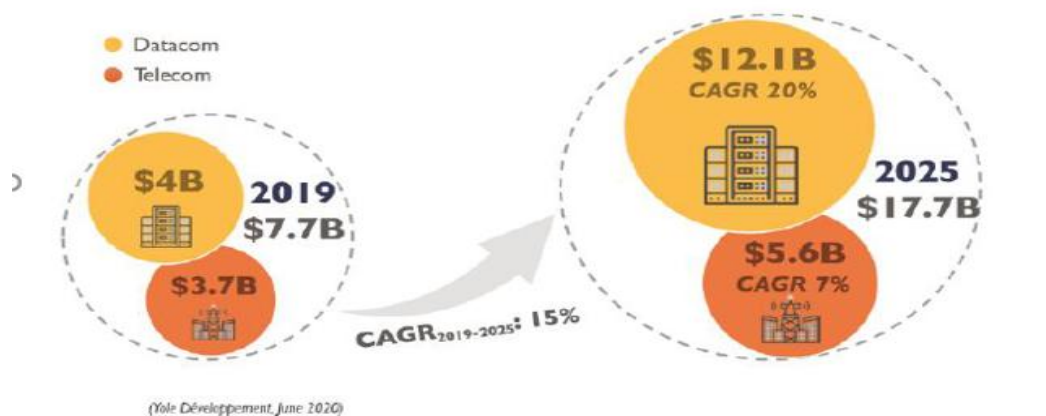 Datacom
Telecom
$4B
2019
$7.7B
$3.7B
CAGR2019-2025: 15%
$12.1B
CAGR 20%
2025
$17.7B
$5.6B
CAGR 7%
(Yole Développement, June 2020)